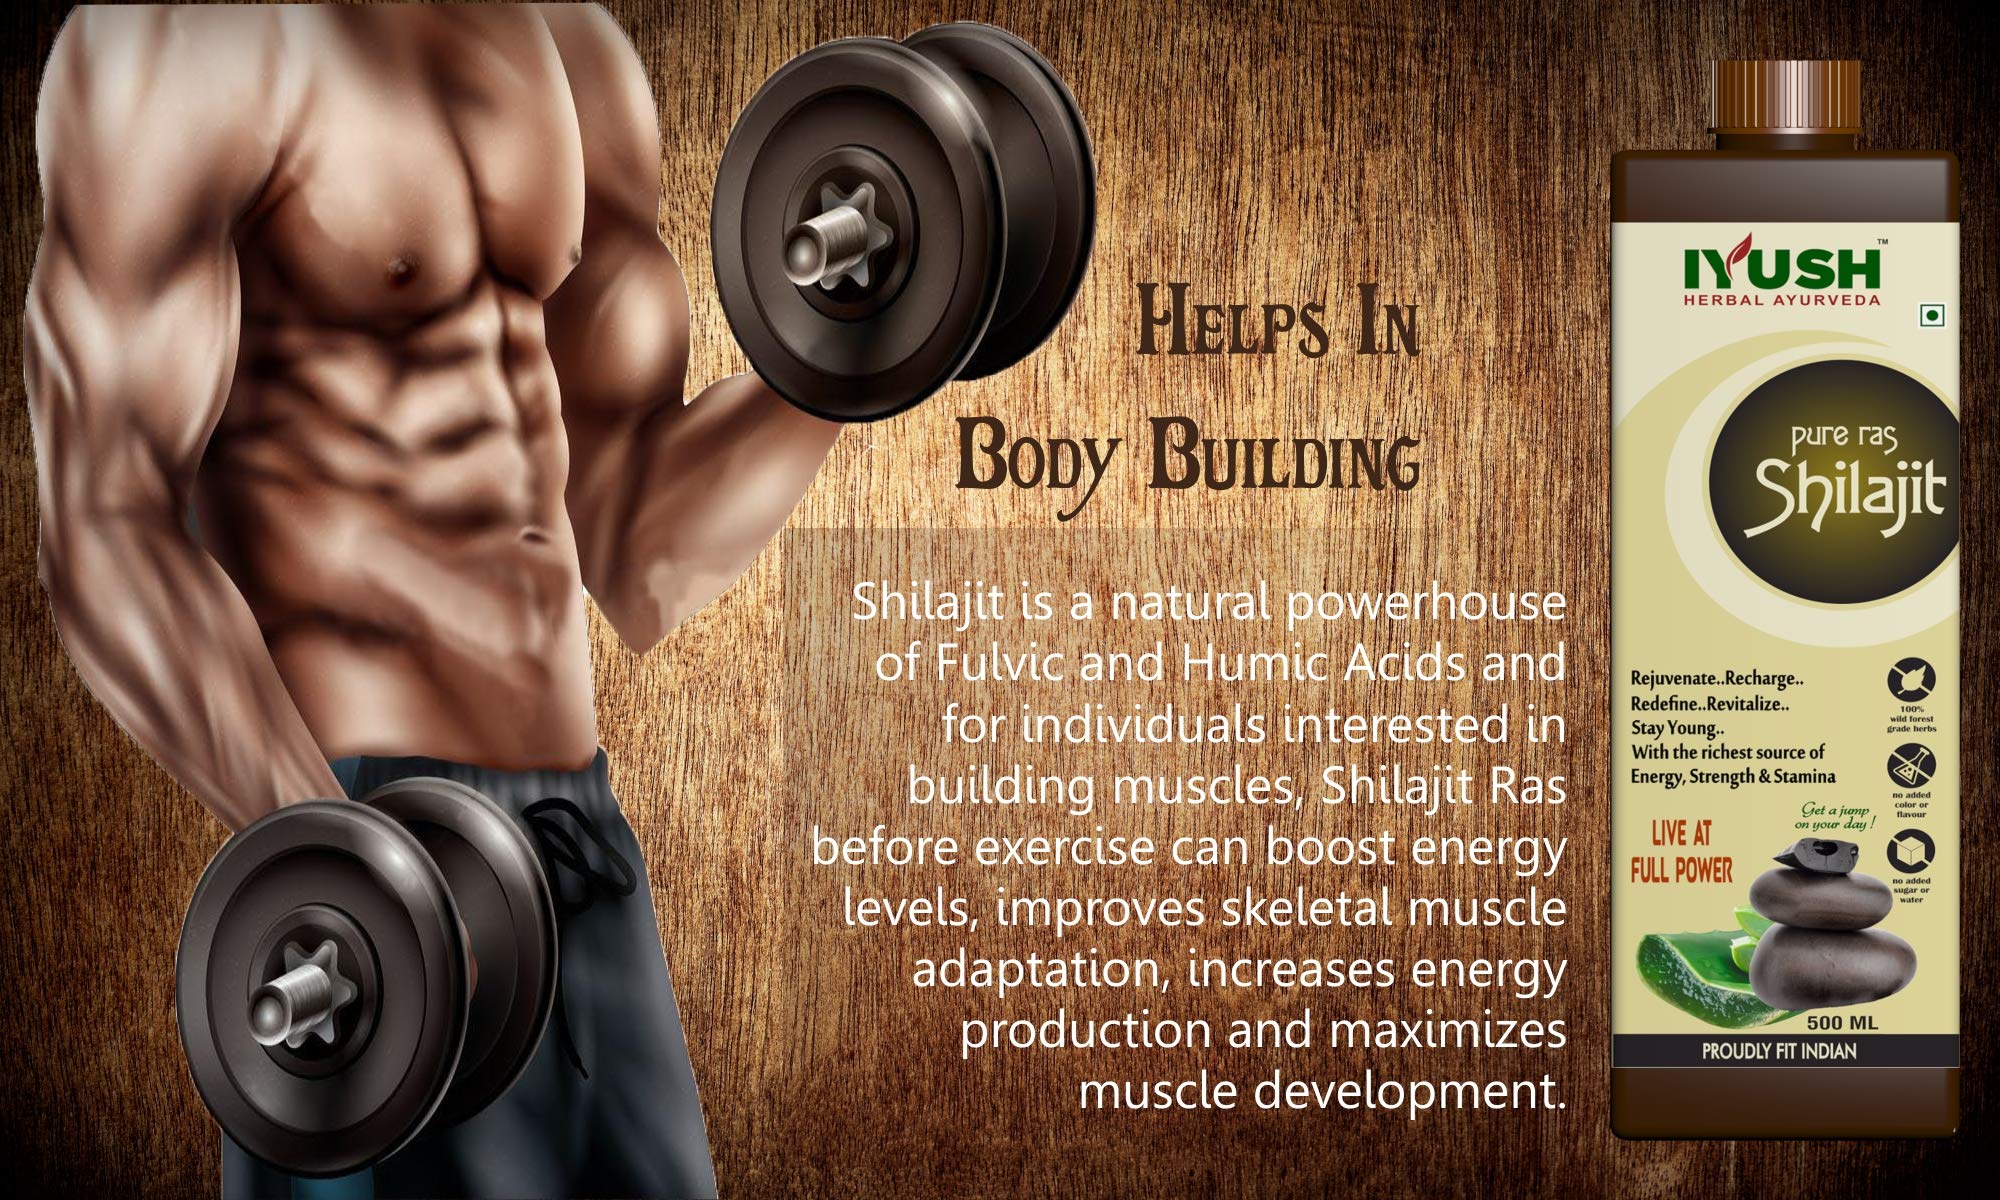 Helps In
Body Building
Shilajit is a natural powerhouse
of Fulvic and Humic Acids and
for individuals interested in
building muscles, Shilajit Ras
before exercise can boost energy
levels, improves skeletal muscle
adaptation, increases energy
production and maximizes
muscle development.
IYUSH™
HERBAL AYURVEDA
pure ras
Shilajit
Rejuvenate..Recharge..
Redefine..Revitalize..
Stay Young..
With the richest source of
Energy, Strength & Stamina
100%
wild forest
grade herbs
no added
color or
flavour
no added
sugar or
water
Get a jump
on your day!
LIVE AT
FULL POWER
500 ML
PROUDLY FIT INDIAN